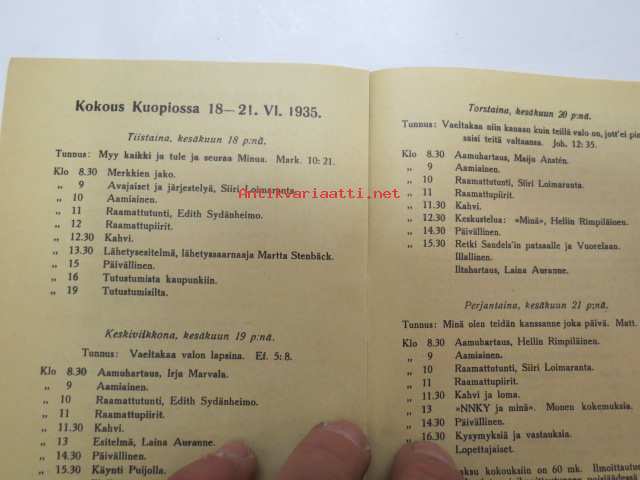 Kokous Kuopiossa 18—21. VI. 1935.
Tiistaina, kesäkuun 18 p:nä.
Tunnus: Myy kaikki ja tule ja seuraa Minua. Mark. 10: 21.
Klo 8.30 Merkkien jako.
„ 9 Avajaiset ja järjestelyä, Siiri Loimaranta.
„ 10 Aamiainen.
„ 11 Raamattutunti, Edith Sydänheimo.
„ 12 Raamattupiirit.
„ 12.30 Kahvi.
„ 13.30 Lähetysesitelmä, lähetyssaarnaaja Martta Stenbäck.
„ 15 Päivällinen.
„ 16 Tutustumista kaupunkiin.
„ 19 Tutustumisilta.
Keskiviikkona, kesäkuun 19 p:nä.
Tunnus: Vaeltakaa valon lapsina. Ef. 5: 8.
Klo 8.30 Aamuhartaus, Irja Marvala.
„ 9 Aamiainen.
„ 10 Raamattutunti, Edith Sydänheimo.
„ 11 Raamattupiirit.
„ 11.30 Kahvi.
„ 13 Esitelmä, Laina Auranne.
„ 14.30 Päivällinen.
„ 15.30 Käynti Puijolla.
Torstaina, kesäkuun 20 p:nä.
Tunnus: Vaeltakaa niin kauan kuin teillä valo on, jott'ei pim
saisi teitä valtaansa. Joh. 12: 35.
Klo 8.30 Aamuhartaus, Maija Anstén.
„ 9 Aamiainen.
„ 10 Raamattutunti, Siiri Loimaranta.
„ 11 Raamattupiirit.
„ 11.30 Kahvi.
„ 12.30 Keskustelua: »Minä», Hellin Rimpiläinen.
„ 14.30 Päivällinen.
„ 15.30 Retki Sandels'in patsaalle ja Vuorelaan.
Illallinen.
Iltahartaus, Laina Auranne.
Perjantaina, kesäkuun 21 p:nä.
Tunnus: Minä olen teidän kanssanne joka päivä. Matt.
Klo 8.30 Aamuhartaus, Hellin Rimpiläinen.
„ 9 Aamiainen.
„ 10 Raamattutunti, Siiri Loimaranta.
„ 11 Raamattupiirit.
„ 11.30 Kahvi ja loma.
„ 13 »NNKY ja minä». Monen kokemuksia.
„ 14.30 Päivällinen
„ 16.30 Kysymyksiä ja vastauksia.
Lopettajaiset.
aksu kokouksiin on 60 mk. Ilmoittautu
Antikvariaatti.net